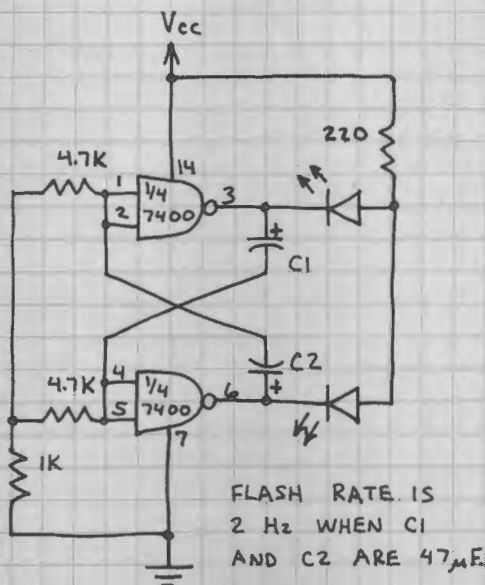 Vcc
220
4.7K
14
1
1/4
3
2
7400
+
C1
C2
4.7K
4
1/4
6
+
5
7400
7
1K
FLASH RATE IS
2 Hz WHEN C1
AND C2 ARE 47µF.